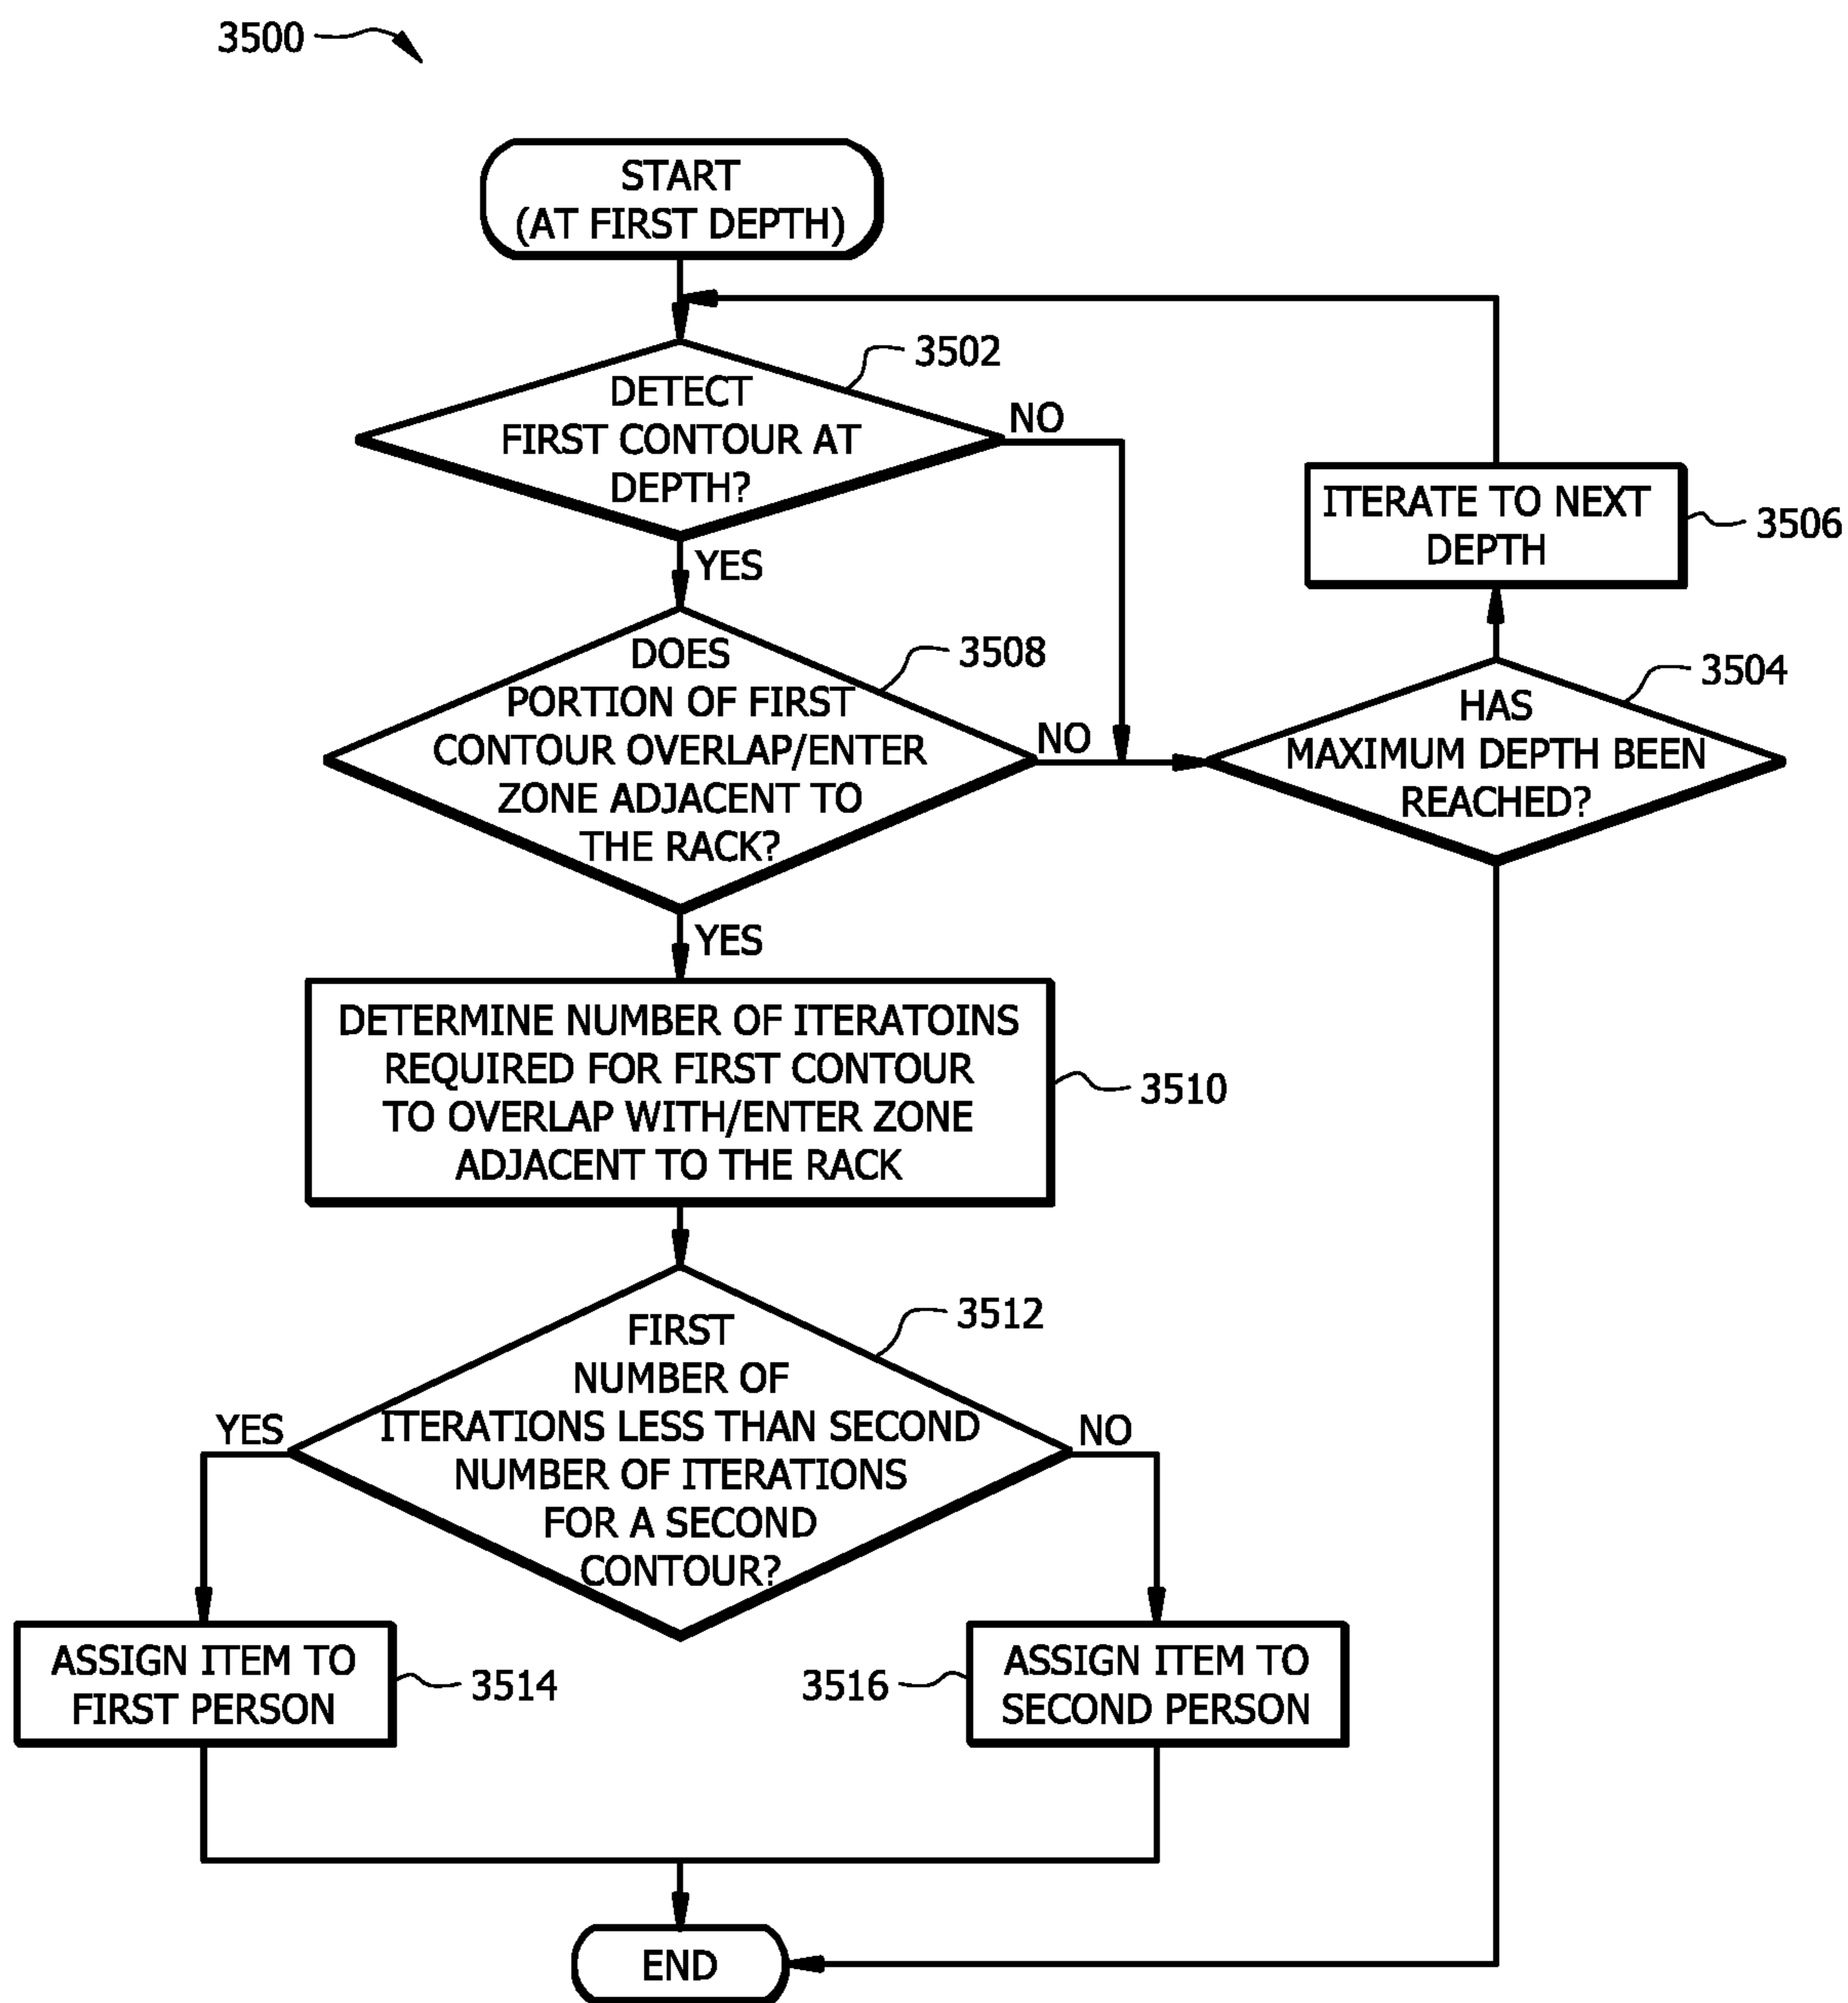 3500
START
(AT FIRST DEPTH)
3502
DETECT
FIRST CONTOUR AT
DEPTH?
NO
YES
ITERATE TO NEXT
DEPTH
3506
3508
DOES
PORTION OF FIRST
CONTOUR OVERLAP/ENTER
ZONE ADJACENT TO
THE RACK?
NO
YES
3504
HAS
MAXIMUM DEPTH BEEN
REACHED?
DETERMINE NUMBER OF ITERATOINS
REQUIRED FOR FIRST CONTOUR
TO OVERLAP WITH/ENTER ZONE
ADJACENT TO THE RACK
3510
3512
FIRST
NUMBER OF
ITERATIONS LESS THAN SECOND
NUMBER OF ITERATIONS
FOR A SECOND
CONTOUR?
YES
NO
ASSIGN ITEM TO
FIRST PERSON
3514
3516
ASSIGN ITEM TO
SECOND PERSON
END